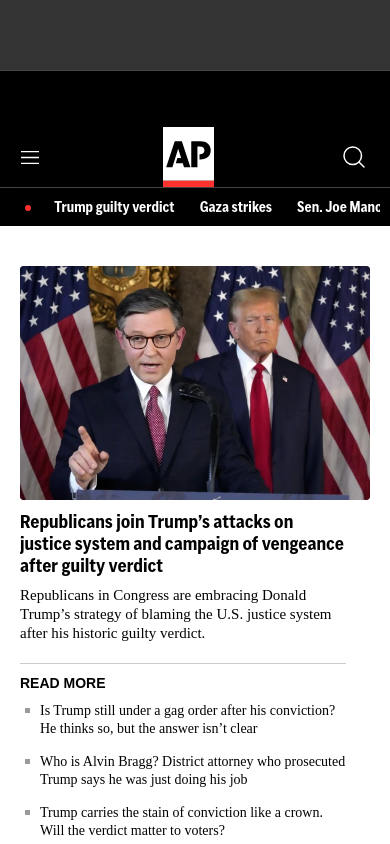 AP
Trump guilty verdict
Gaza strikes
Sen. Joe Manc
Republicans join Trump’s attacks on
justice system and campaign of vengeance
after guilty verdict
Republicans in Congress are embracing Donald
Trump’s strategy of blaming the U.S. justice system
after his historic guilty verdict.
READ MORE
Is Trump still under a gag order after his conviction?
He thinks so, but the answer isn’t clear
Who is Alvin Bragg? District attorney who prosecuted
Trump says he was just doing his job
Trump carries the stain of conviction like a crown.
Will the verdict matter to voters?